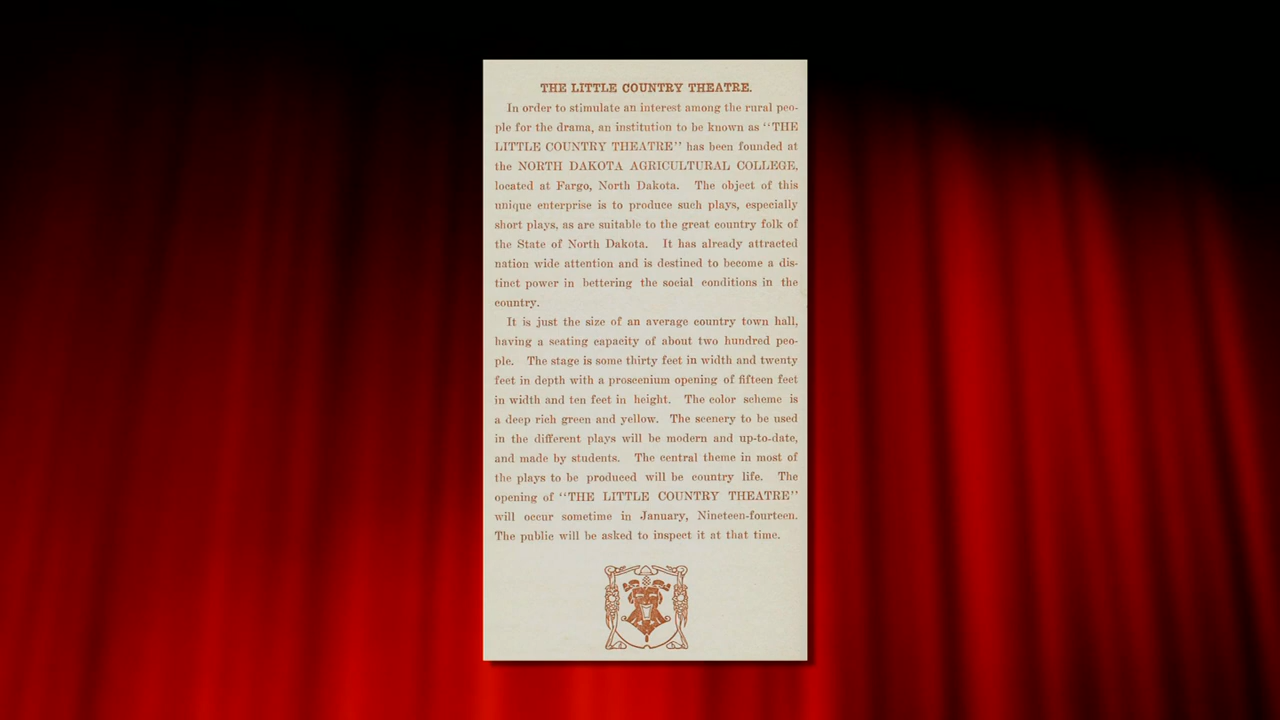 THE LITTLE COUNTRY THEATRE.
In order to stimulate an interest among the rural peo-
ple for the drama, an institution to be known as "THE
LITTLE COUNTRY THEATRE" has been founded at
the NORTH DAKOTA AGRICULTURAL COLLEGE,
located at Fargo, North Dakota. The object of this
unique enterprise is to produce such plays, especially
short plays, as are suitable to the great country folk of
the State of North Dakota. It has already attracted
nation wide attention and is destined to become a dis-
tinct power in bettering the social conditions in the
country.
It is just the size of an average country town hall,
having a seating capacity of about two hundred peo-
ple. The stage is some thirty feet in width and twenty
feet in depth with a proscenium opening of fifteen feet
in width and ten feet in height. The color scheme is
a deep rich green and yellow. The scenery to be used
in the different plays will be modern and up-to-date,
and made by students. The central theme in most of
the plays to be produced will be country life. The
opening of "THE LITTLE COUNTRY THEATRE"
will occur sometime in January, Nineteen-fourteen.
The public will be asked to inspect it at that time.